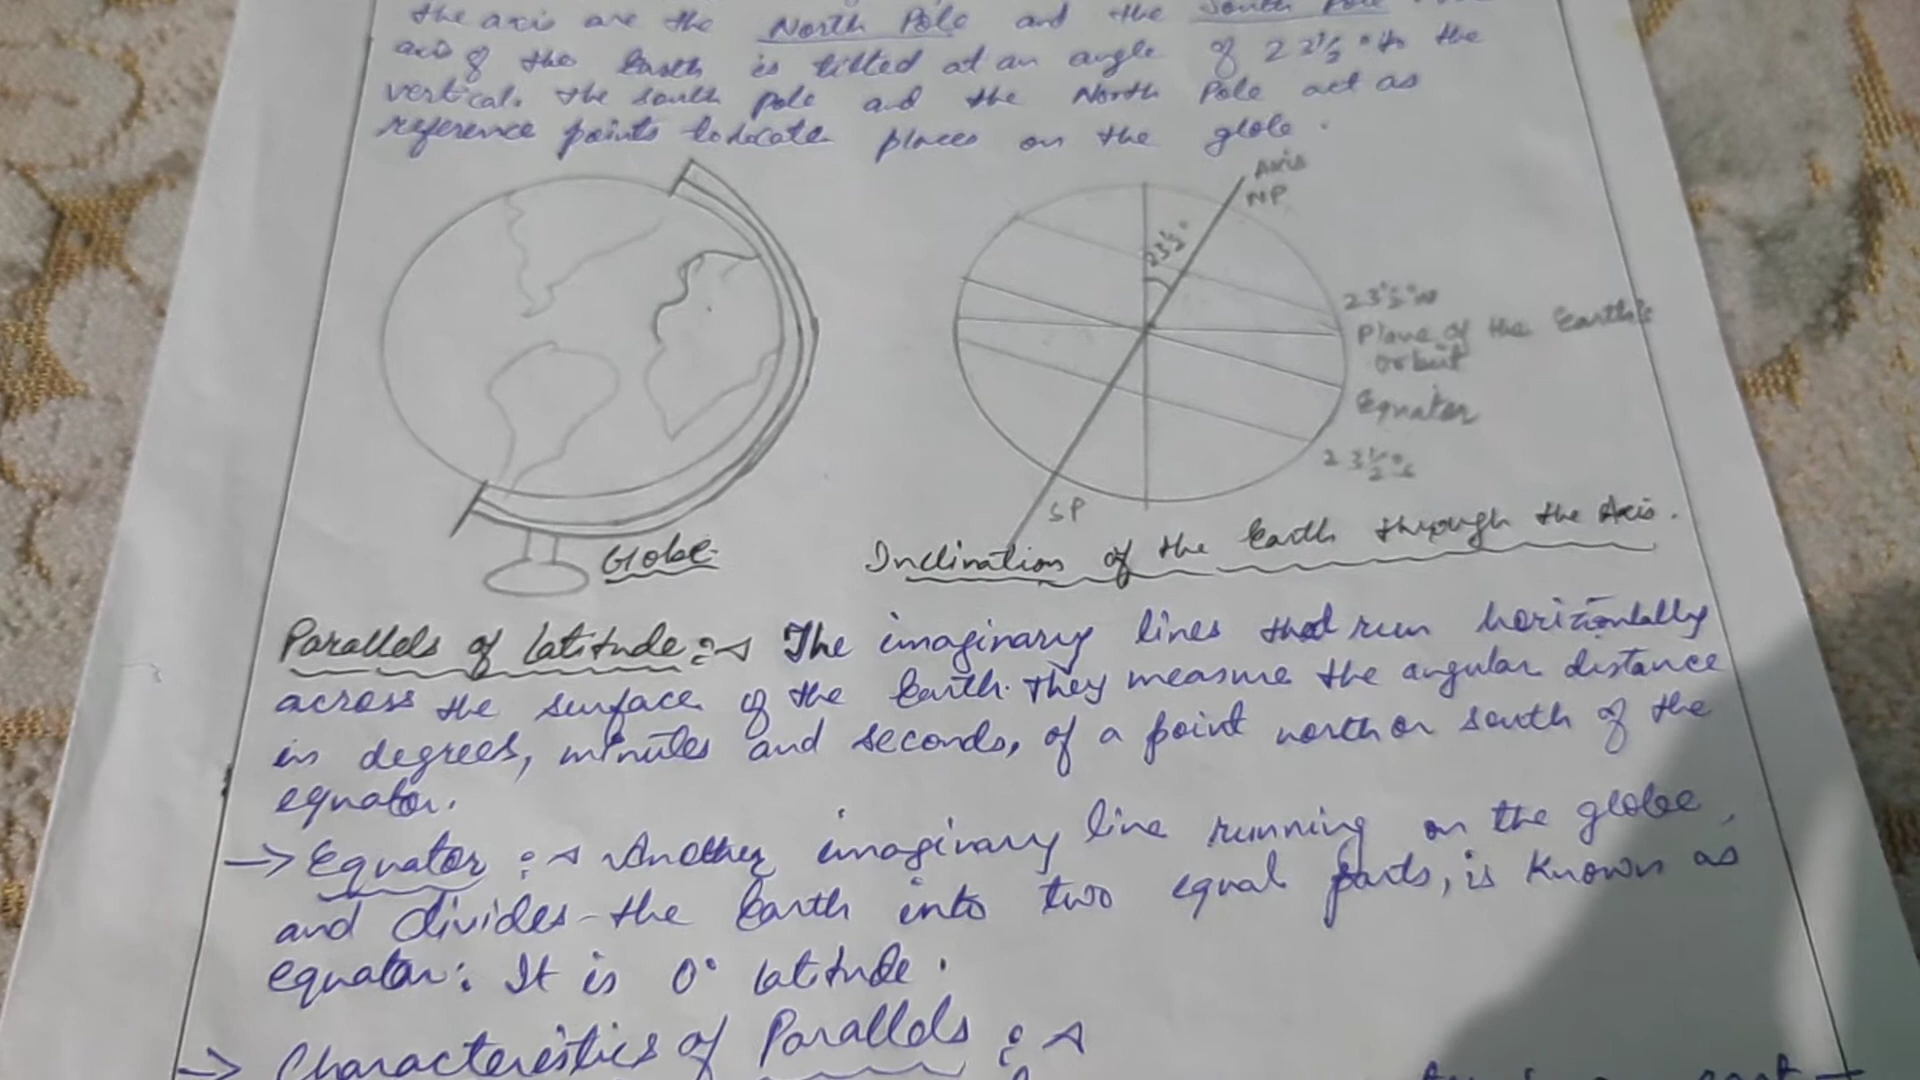 the axis are the North Pole and the South Pole
axis of the Earth is tilted at an angle of 23½° to the
vertical. The South Pole and the North Pole act as
reference points to locate places on the globe.
Axis
NP
23½°
23½°N
Plane of the Earth's
orbit
Equator
23½°S
SP
Globe
Inclination of the Earth through the Axis.
Parallels of latitude :→ The imaginary lines that run horizontally
across the surface of the Earth. They measure the angular distance
in degrees, minutes and seconds, of a point north or south of the
equator.
→ Equator :→ Another imaginary line running on the globe,
and divides the Earth into two equal parts, is known as
equator. It is 0° latitude.
→ Characteristics of Parallels :→